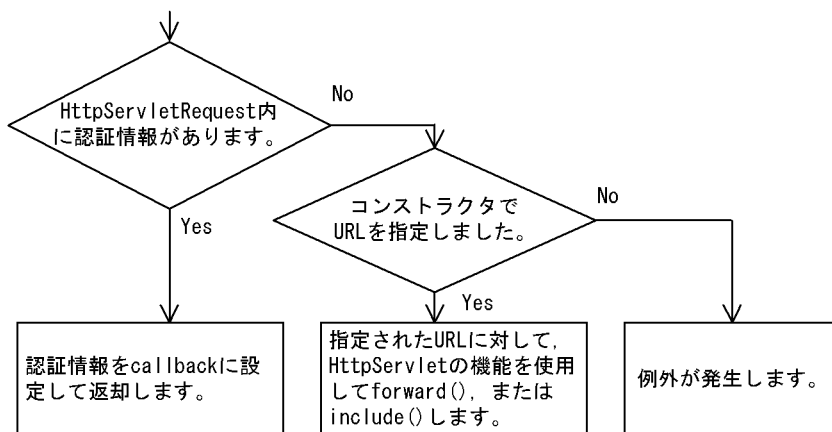 HttpServletRequest内
に認証情報があります。
No
コンストラクタで
URLを指定しました。
No
Yes
Yes
認証情報をcallbackに設
定して返却します。
指定されたURLに対して,
HttpServletの機能を使用
してforward(), または
include()します。
例外が発生します。